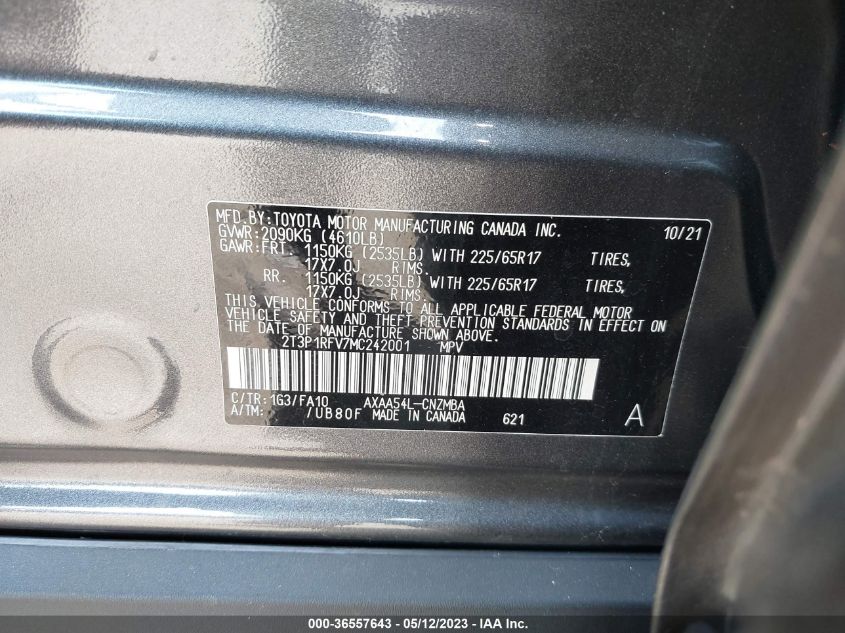 MFD.BY:TOYOTA MOTOR MANUFACTURING CANADA INC. 10/21
GVWR:2090KG (4610LB)
GAWR:FRT. 1150KG (2535LB) WITH 225/65R17 TIRES,
17X7.0J RIMS.
RR. 1150KG (2535LB) WITH 225/65R17 TIRES,
17X7.0J RIMS.
THIS VEHICLE CONFORMS TO ALL APPLICABLE FEDERAL MOTOR
VEHICLE SAFETY AND THEFT PREVENTION STANDARDS IN EFFECT ON
THE DATE OF MANUFACTURE SHOWN ABOVE.
2T3P1RFV7MC242001 MPV
C/TR:1G3/FA10 AXAA54L-CNZMBA
A/TM: /UB80F MADE IN CANADA 621 A
000-36557643 / 05/12/2023 - IAA Inc.